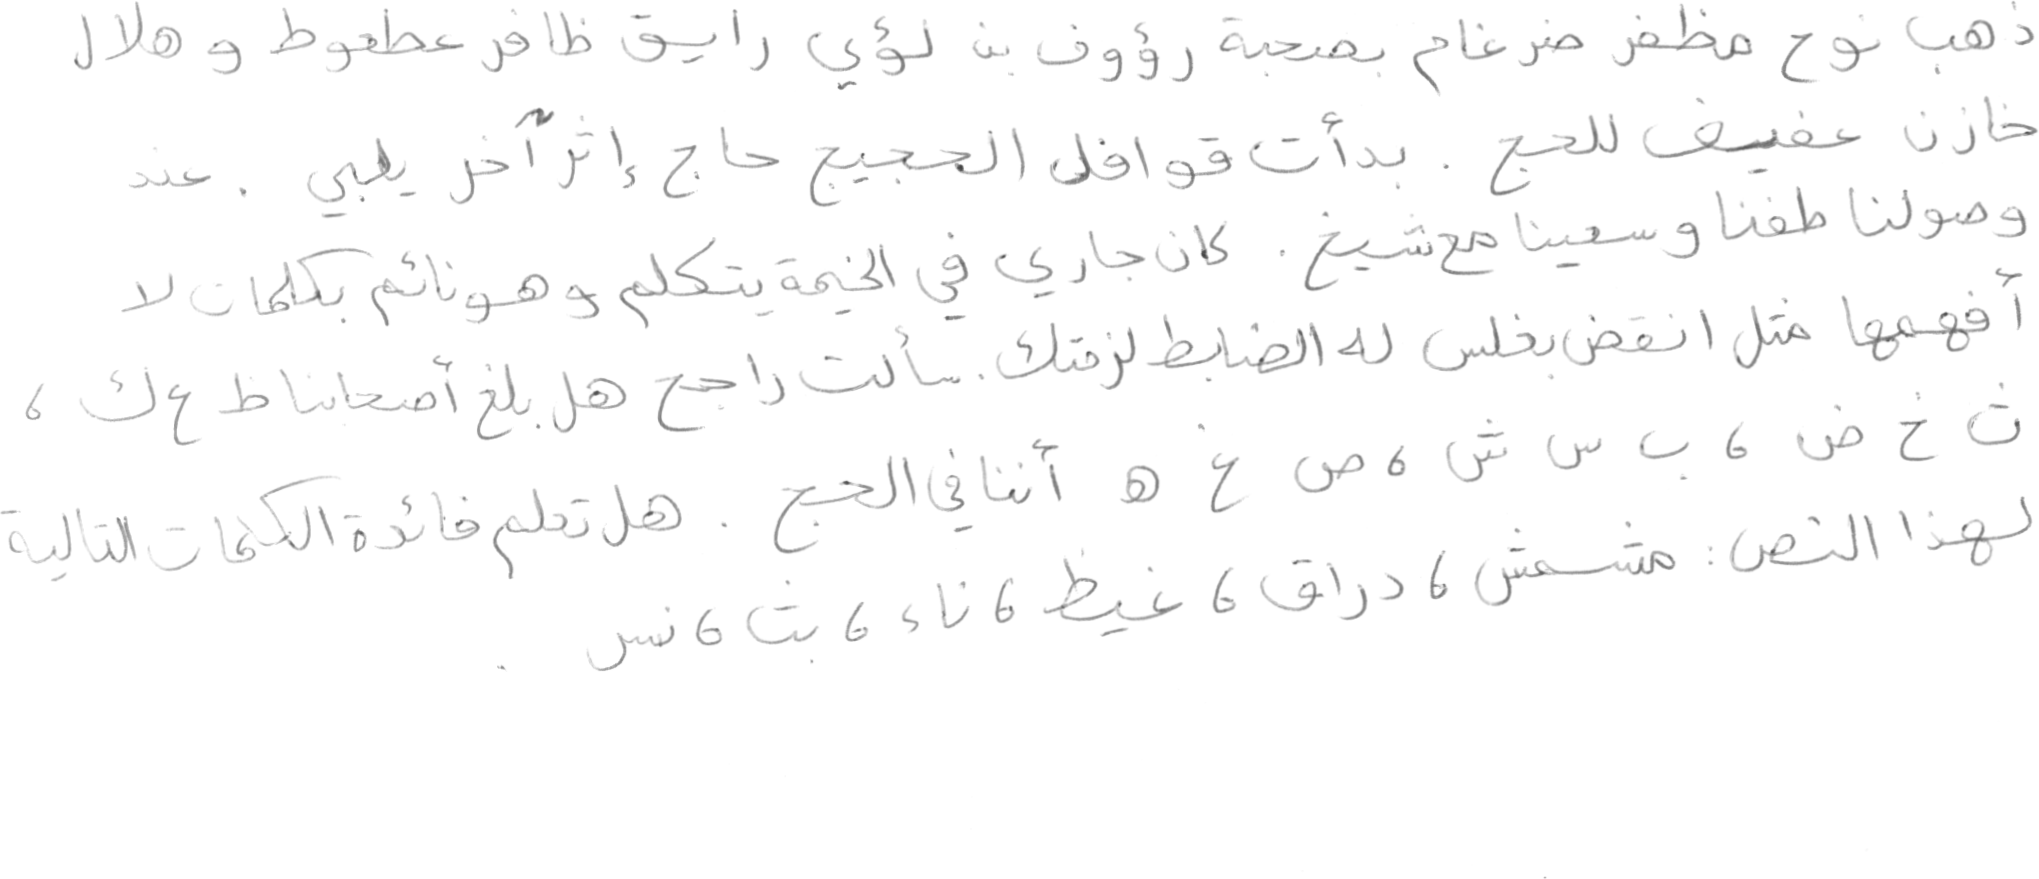 ذهب نوح مظفر ضرغام بصحبة رؤوف بن لؤي رايق ظافر عطعوط و هلال
خازن عفيف للحج . بدأت قوافل الحجيج حاج إثر آخر يلبي . عند
وصولنا طفنا وسعينا مع شيخ . كان جاري في الخيمة يتكلم وهو نائم بكلمات لا
أفهمها مثل انقض بغلس له الضابط لزمتك . سألت راجح هل بلغ أصحابنا ظ ع ك ،
ث خ ض ، ب س ش ، ص غ ه أننا في الحج . هل تعلم فائدة الكلمات التالية
لهذا النص : مشمش ، دراق ، غيظ ، ناء ، بث ، نسر .